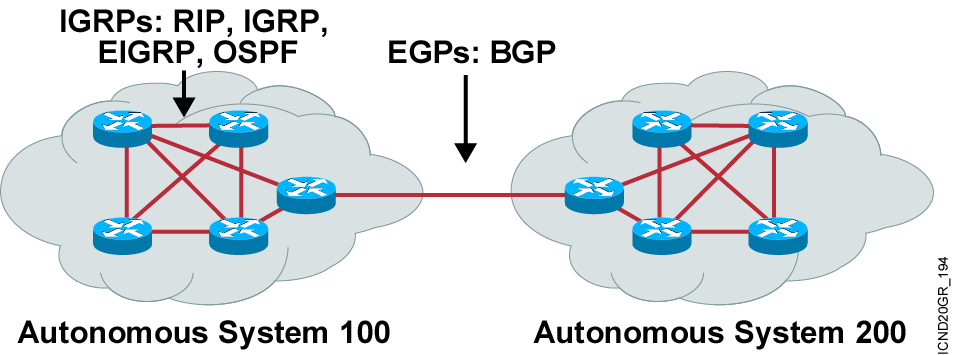 IGRPs: RIP, IGRP,
EIGRP, OSPF
EGPs: BGP
Autonomous System 100
Autonomous System 200
ICND20GR_194